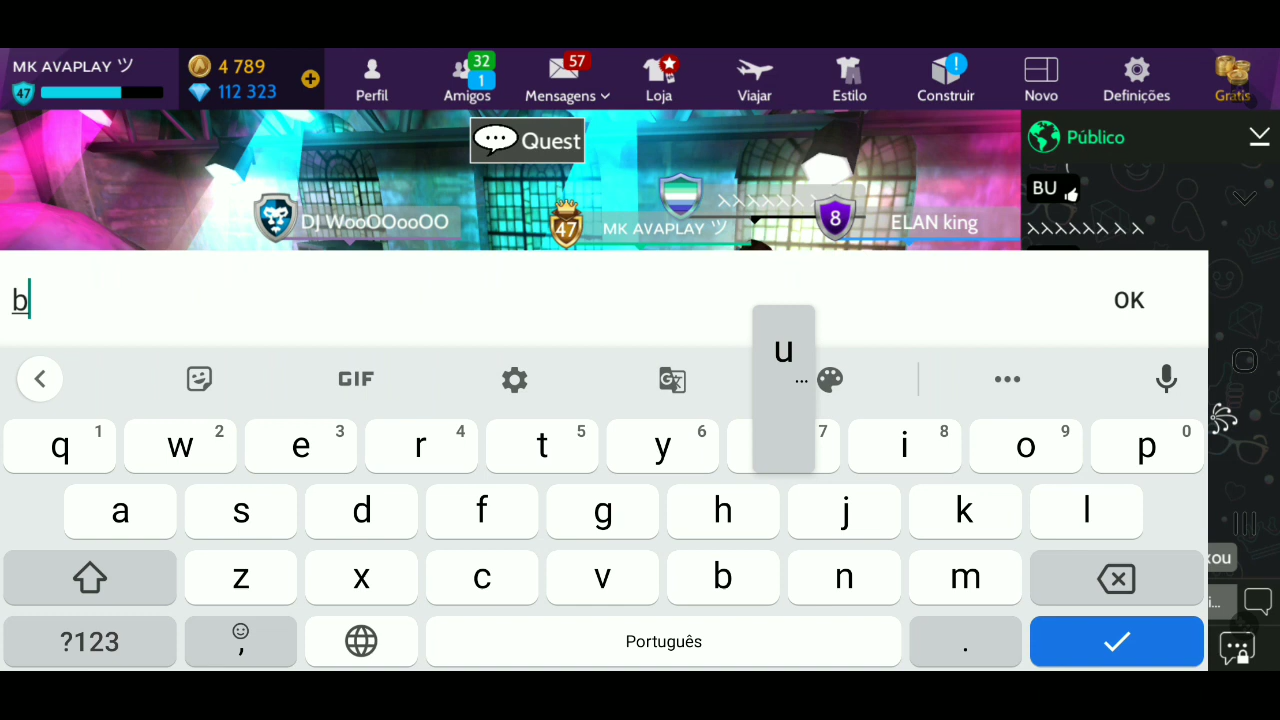 MK AVAPLAY ツ
47
4 789
112 323
Perfil
32
1
Amigos
57
Mensagens
Loja
Viajar
Estilo
!
Construir
Novo
Definições
Grátis
Quest
Público
BU
DJ WooOOooOO
47
MK AVAPLAY ツ
8
ELAN king
b
OK
u
...
GIF
q 1 w 2 e 3 r 4 t 5 y 6 7 i 8 o 9 p 0
a s d f g h j k l
z x c v b n m
?123
,
Português
.
xou
i...